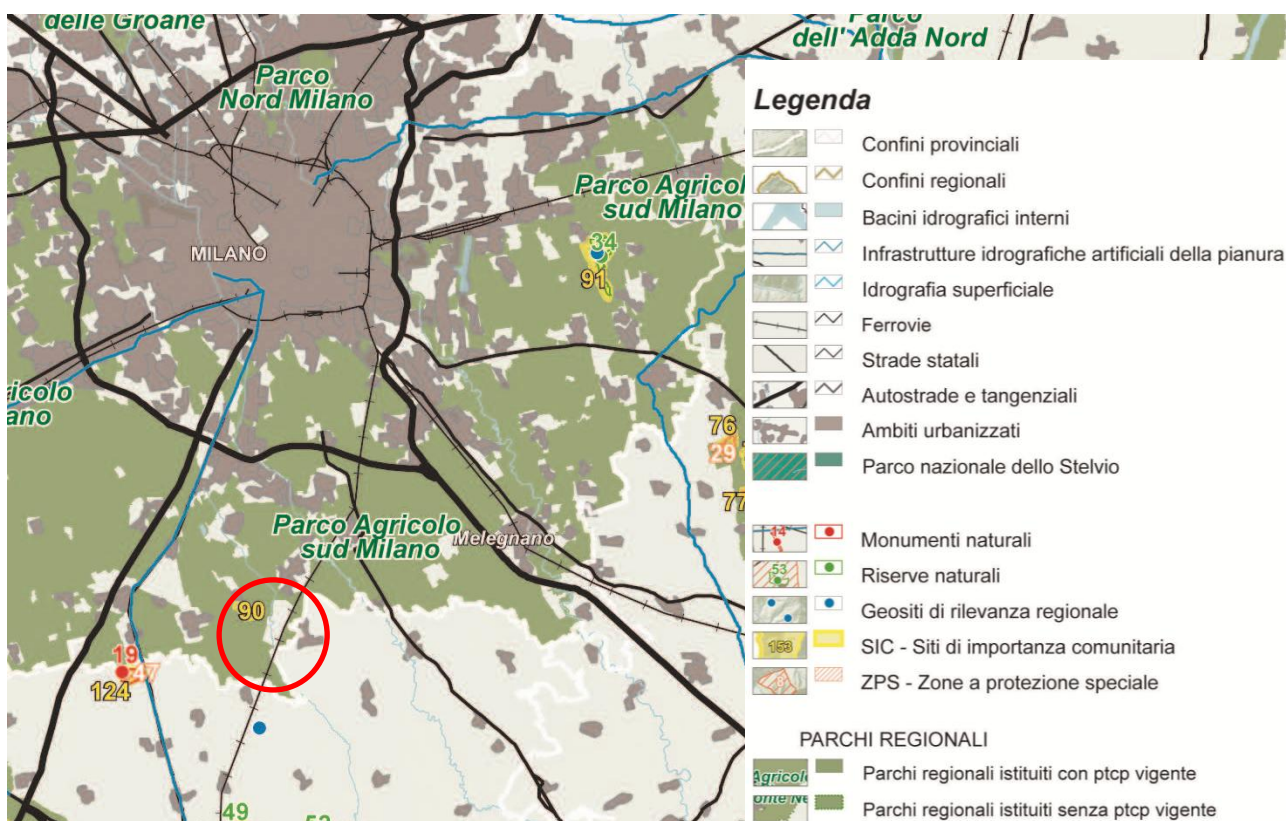 delle Groane
Parco
dell' Adda Nord
Parco
Nord Milano
Parco Agricol
sud Milano
34
91
MILANO
ricolo
ano
76
29
77
Parco Agricolo
sud Milano
Melegnano
90
19
47
124
49
Legenda
Confini provinciali
Confini regionali
Bacini idrografici interni
Infrastrutture idrografiche artificiali della pianura
Idrografia superficiale
Ferrovie
Strade statali
Autostrade e tangenziali
Ambiti urbanizzati
Parco nazionale dello Stelvio
14
Monumenti naturali
53
Riserve naturali
Geositi di rilevanza regionale
153
SIC - Siti di importanza comunitaria
ZPS - Zone a protezione speciale
PARCHI REGIONALI
Agricol
Parchi regionali istituiti con ptcp vigente
onte Ne
Parchi regionali istituiti senza ptcp vigente